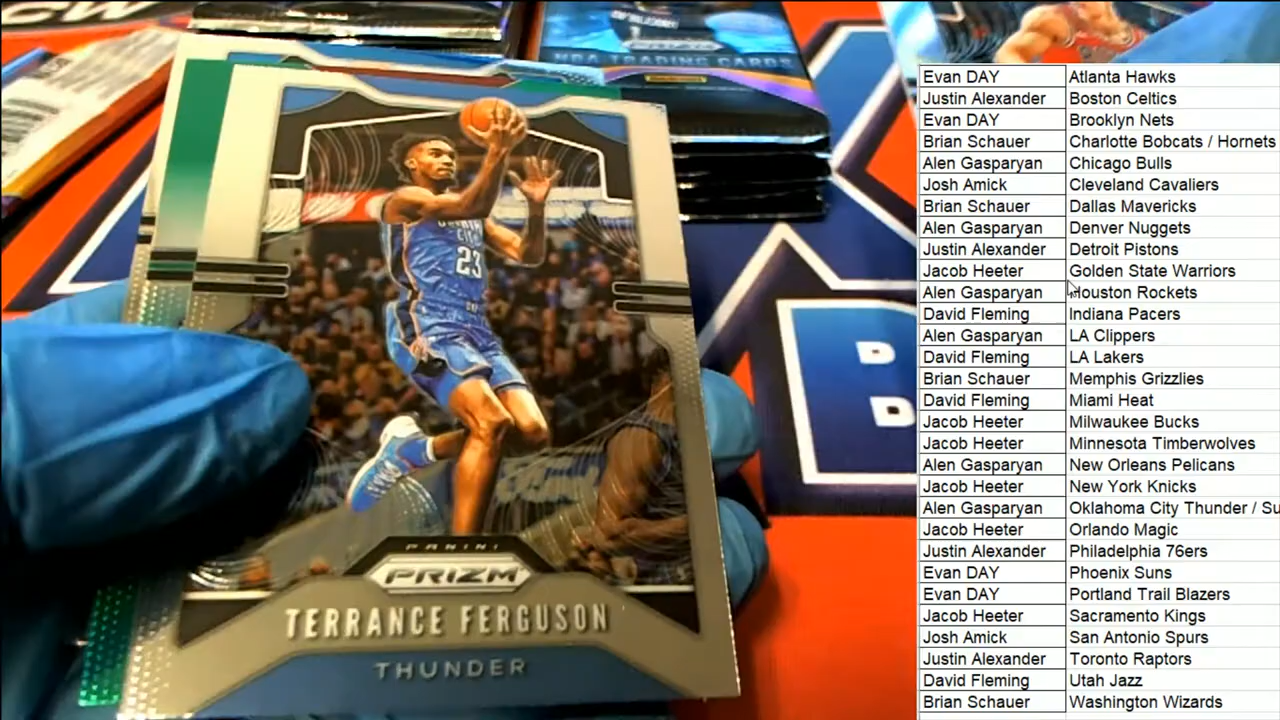 CW
PRIZM
NBA TRADING CARDS
23
PANINI
PRIZM
TERRANCE FERGUSON
THUNDER
B
Evan DAY Atlanta Hawks
Justin Alexander Boston Celtics
Evan DAY Brooklyn Nets
Brian Schauer Charlotte Bobcats / Hornets
Alen Gasparyan Chicago Bulls
Josh Amick Cleveland Cavaliers
Brian Schauer Dallas Mavericks
Alen Gasparyan Denver Nuggets
Justin Alexander Detroit Pistons
Jacob Heeter Golden State Warriors
Alen Gasparyan Houston Rockets
David Fleming Indiana Pacers
Alen Gasparyan LA Clippers
David Fleming LA Lakers
Brian Schauer Memphis Grizzlies
David Fleming Miami Heat
Jacob Heeter Milwaukee Bucks
Jacob Heeter Minnesota Timberwolves
Alen Gasparyan New Orleans Pelicans
Jacob Heeter New York Knicks
Alen Gasparyan Oklahoma City Thunder / Su
Jacob Heeter Orlando Magic
Justin Alexander Philadelphia 76ers
Evan DAY Phoenix Suns
Evan DAY Portland Trail Blazers
Jacob Heeter Sacramento Kings
Josh Amick San Antonio Spurs
Justin Alexander Toronto Raptors
David Fleming Utah Jazz
Brian Schauer Washington Wizards